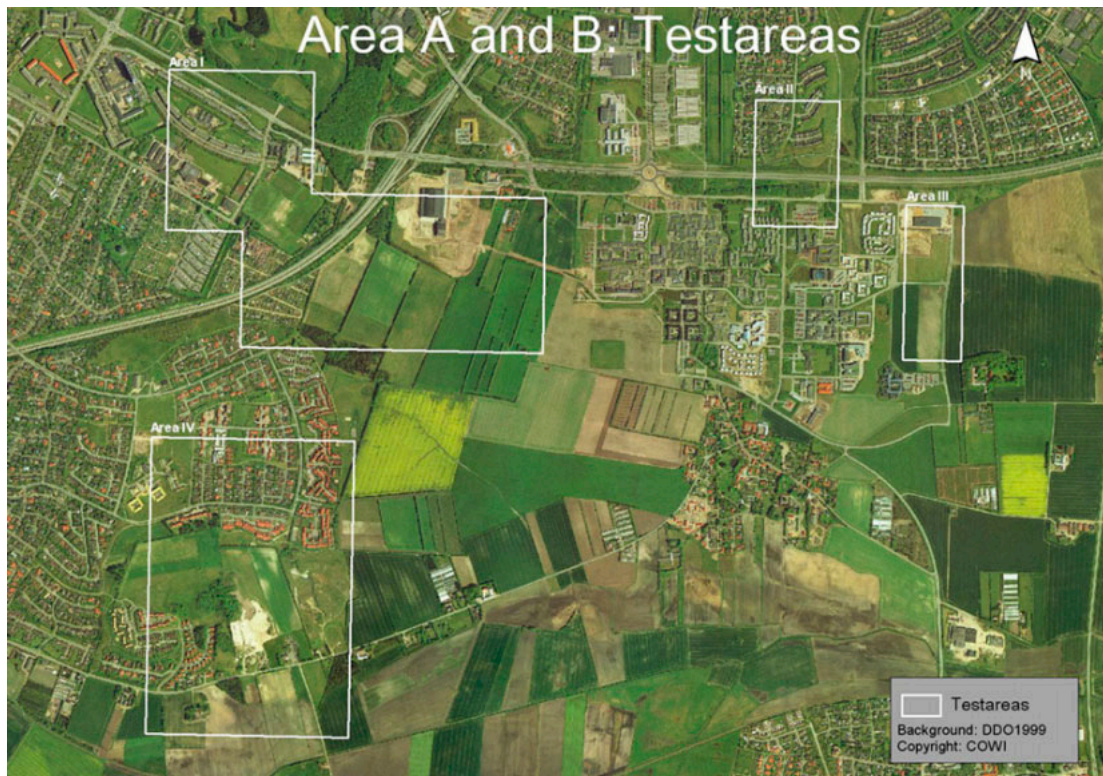 Area A and B: Testareas
Area I
Area II
N
Area III
Area IV
Testareas
Background: DDO1999
Copyright: COWI